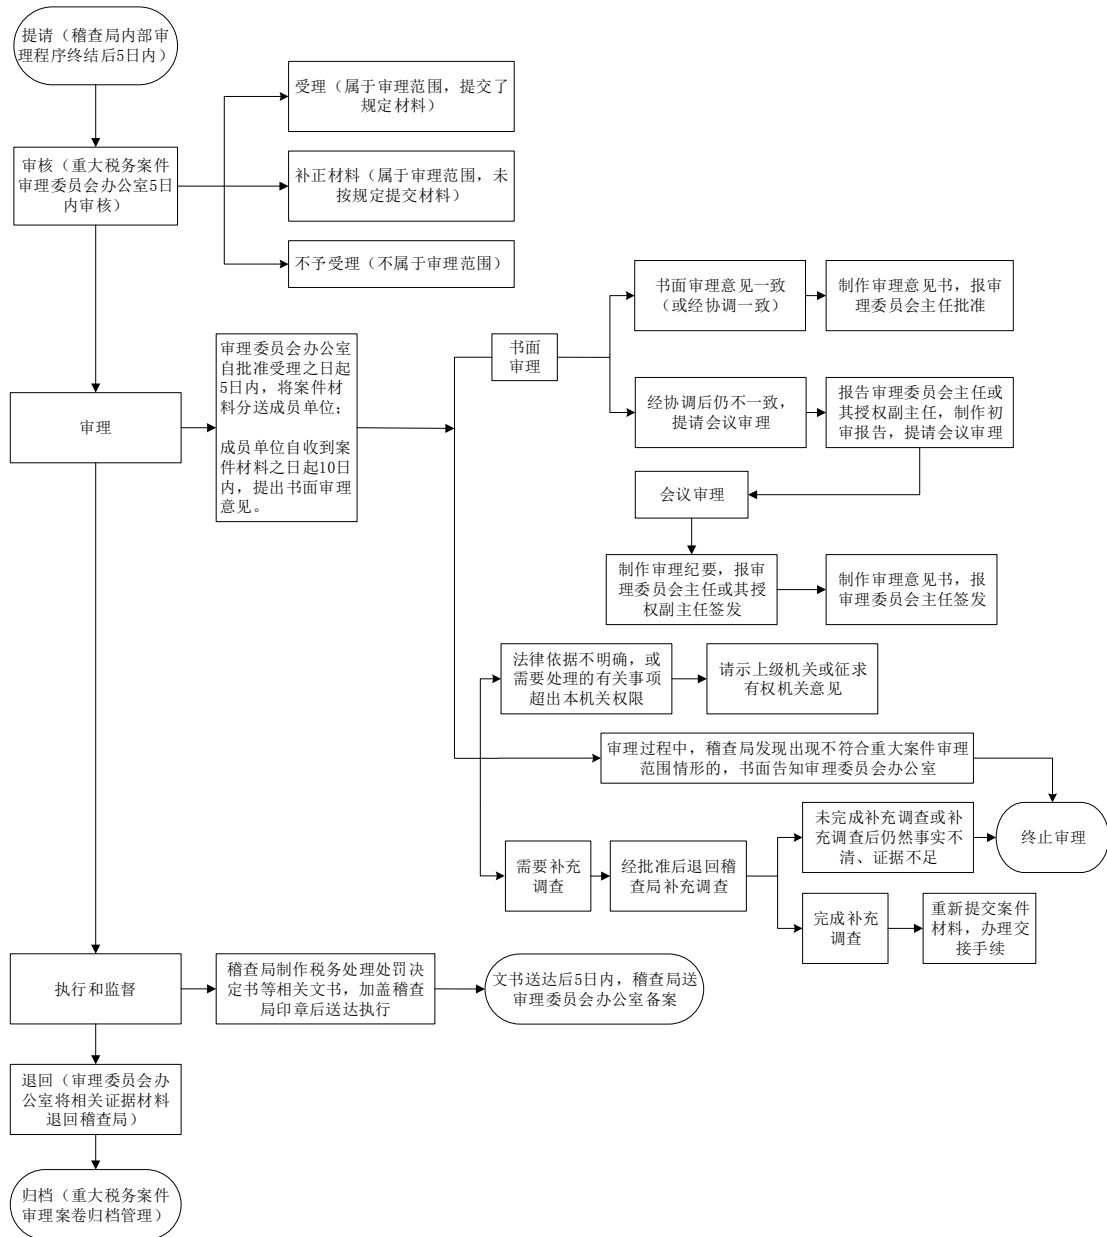 提请（稽查局内部审
理程序终结后5日内）
受理（属于审理范围，提交了
规定材料）
审核（重大税务案件
审理委员会办公室5日
内审核）
补正材料（属于审理范围，未
按规定提交材料）
不予受理（不属于审理范围）
审理
审理委员会办公室
自批准受理之日起
5日内，将案件材
料分送成员单位；
成员单位自收到案
件材料之日起10日
内，提出书面审理
意见。
书面
审理
书面审理意见一致
（或经协调一致）
制作审理意见书，报审
理委员会主任批准
经协调后仍不一致，
提请会议审理
报告审理委员会主任或
其授权副主任，制作初
审报告，提请会议审理
会议审理
制作审理纪要，报审
理委员会主任或其授
权副主任签发
制作审理意见书，报
审理委员会主任签发
法律依据不明确，或
需要处理的有关事项
超出本机关权限
请示上级机关或征求
有权机关意见
审理过程中，稽查局发现出现不符合重大案件审理
范围情形的，书面告知审理委员会办公室
需要补充
调查
经批准后退回稽
查局补充调查
未完成补充调查或补
充调查后仍然事实不
清、证据不足
终止审理
完成补充
调查
重新提交案件
材料，办理交
接手续
执行和监督
稽查局制作税务处理处罚决
定书等相关文书，加盖稽查
局印章后送达执行
文书送达后5日内，稽查局送
审理委员会办公室备案
退回（审理委员会办
公室将相关证据材料
退回稽查局）
归档（重大税务案件
审理案卷归档管理）